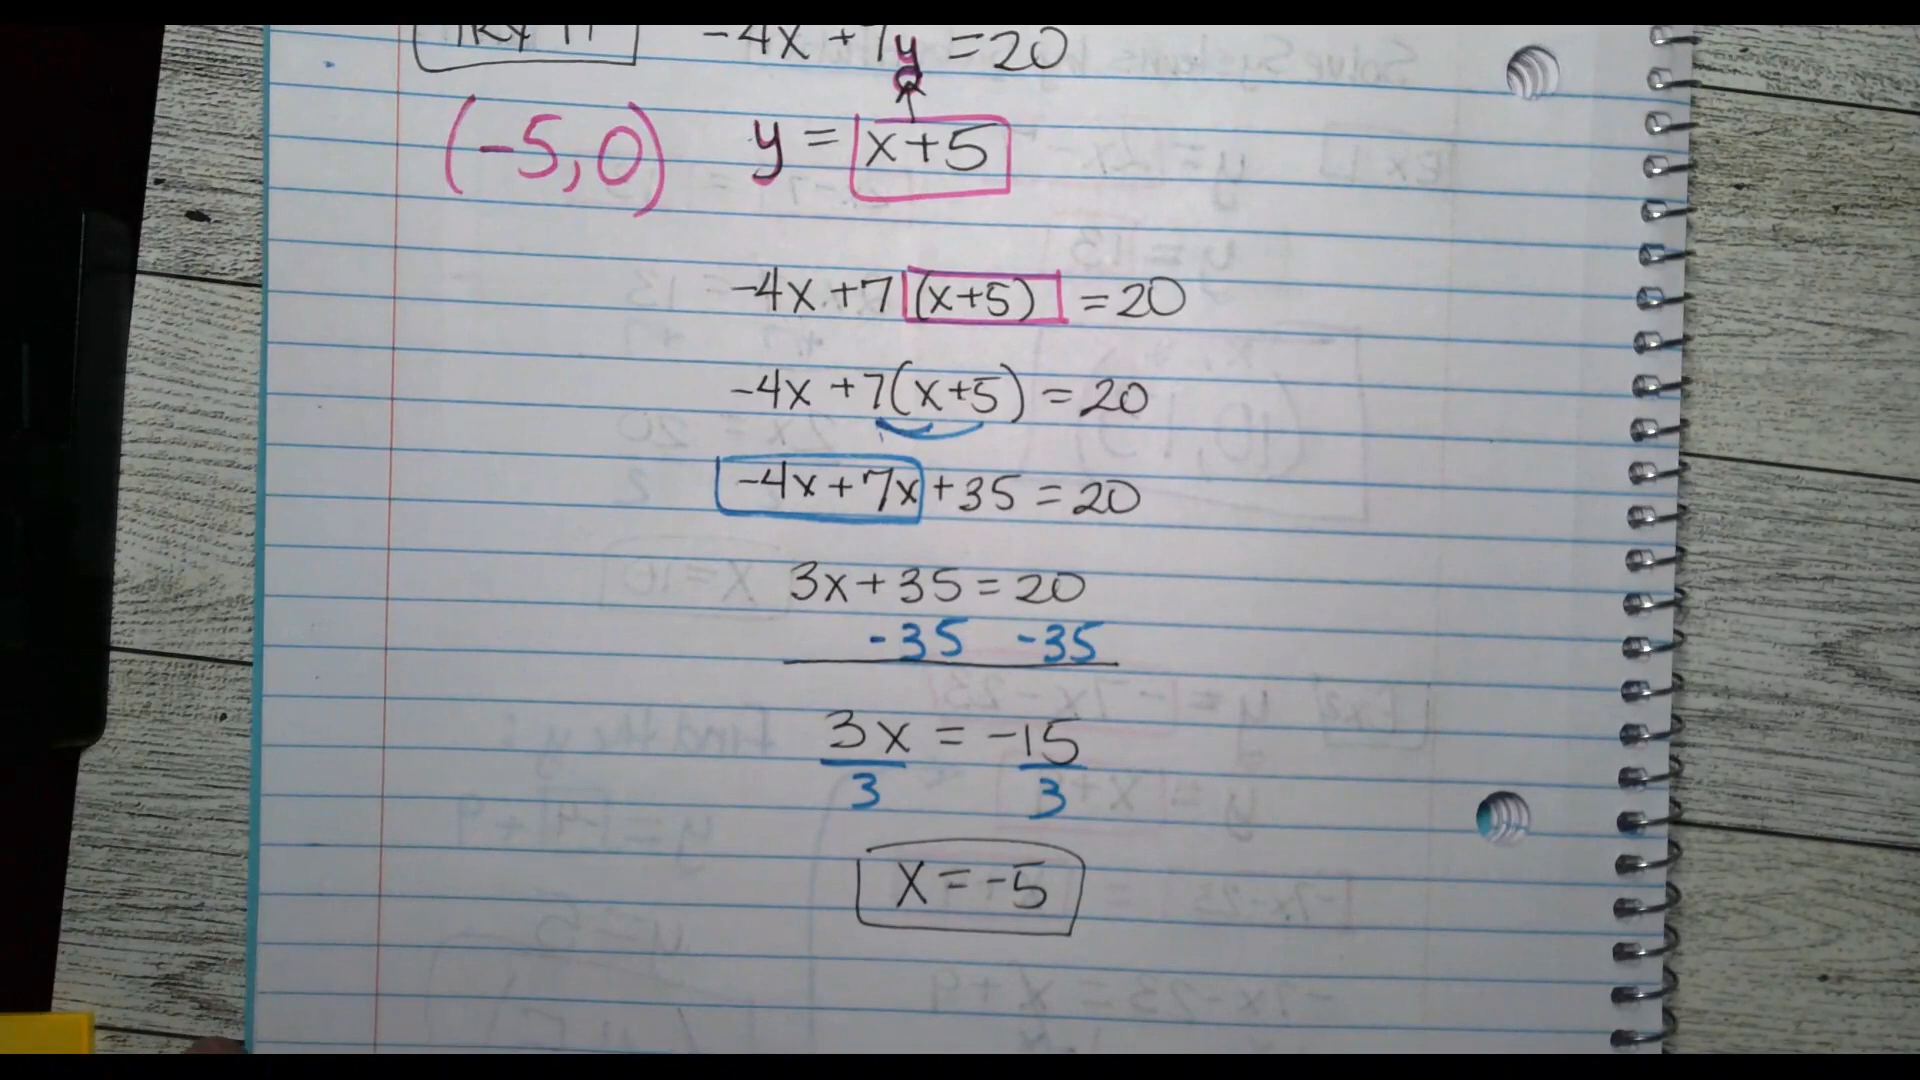 -4x+7y=20
(-5,0) y = x+5
-4x+7(x+5) =20
-4x+7(x+5)=20
-4x+7x+35=20
3x+35=20
-35 -35
3x = -15
3 3
x=-5